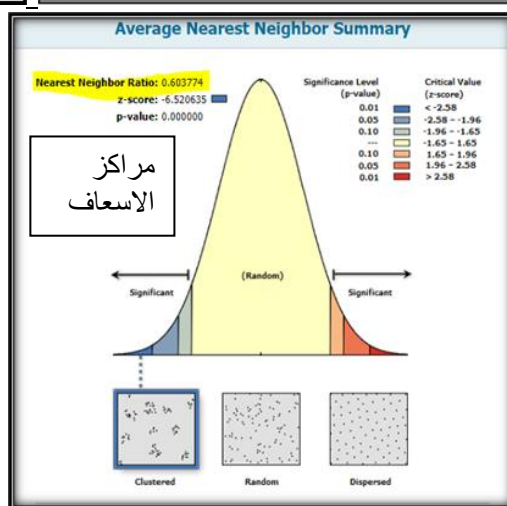 Average Nearest Neighbor Summary
Nearest Neighbor Ratio: 0.603774
z-score: -6.520635
p-value: 0.000000
مراكز
الاسعاف
Significance Level
(p-value)
Critical Value
(z-score)
0.01 < -2.58
0.05 -2.58 - -1.96
0.10 -1.96 - -1.65
--- -1.65 - 1.65
0.10 1.65 - 1.96
0.05 1.96 - 2.58
0.01 > 2.58
(Random)
Significant
Significant
Clustered
Random
Dispersed